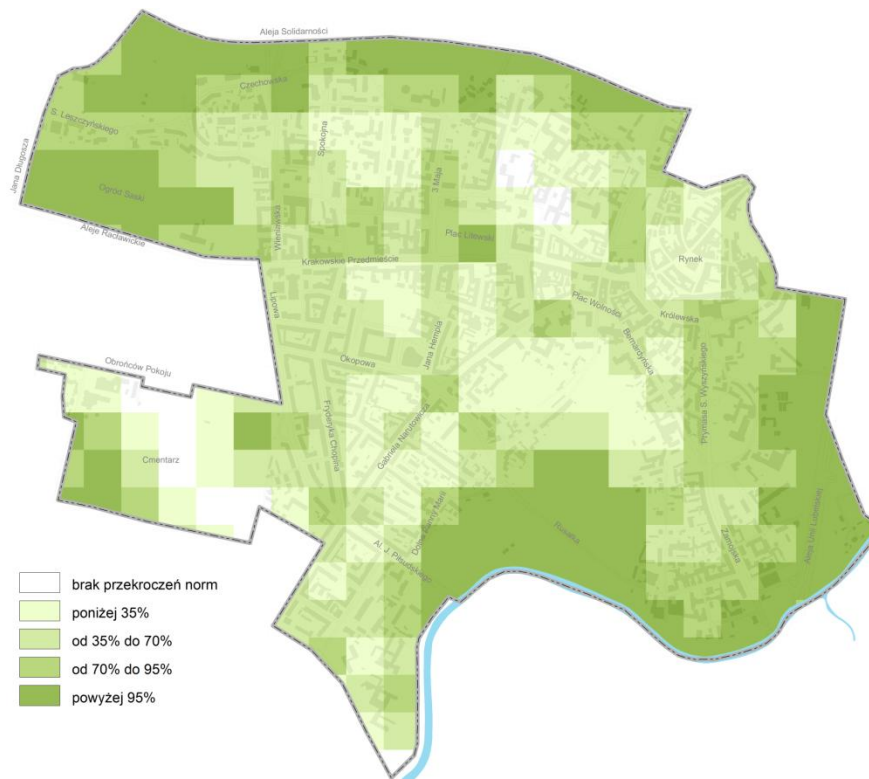 Aleja Solidarności
Czechowska
S. Leszczyńskiego
Spokojna
Jana Długosza
Ogród Saski
3 Maja
Aleje Racławickie
Wieniawska
Plac Litewski
Krakowskie Przedmieście
Rynek
Lipowa
Plac Wolności
Królewska
Jana Hempla
Bernardyńska
Okopowa
Obrońców Pokoju
Prymasa S. Wyszyńskiego
Fryderyka Chopina
Gabriela Narutowicza
Cmentarz
Dolna Panny Marii
Rusałka
Aleja Unii Lubelskiej
Zamojska
Al. J. Piłsudskiego
brak przekroczeń norm
poniżej 35%
od 35% do 70%
od 70% do 95%
powyżej 95%